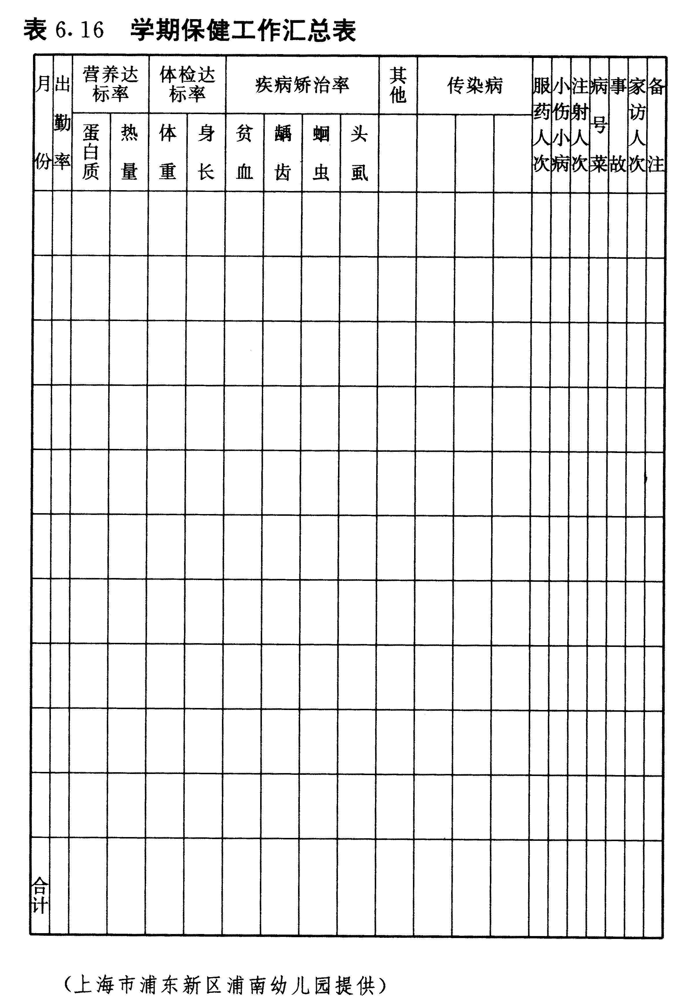 表 6.16 学期保健工作汇总表
月份
出勤率
营养达标率
体检达标率
疾病矫治率
其他
传染病
服药人次
小伤小病
注射人次
病号菜
事故
家访人次
备注
蛋白质
热量
体重
身长
贫血
龋齿
蛔虫
头虱
合计
(上海市浦东新区浦南幼儿园提供)